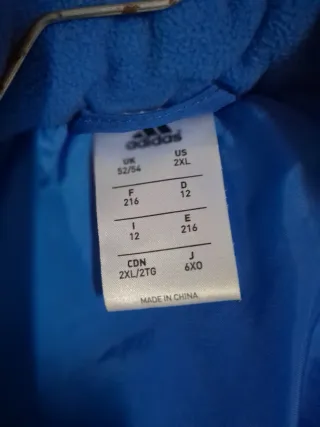 adidas
UK US
52/54 2XL
F D
216 12
I E
12 216
CDN J
2XL/2TG 6XO
MADE IN CHINA